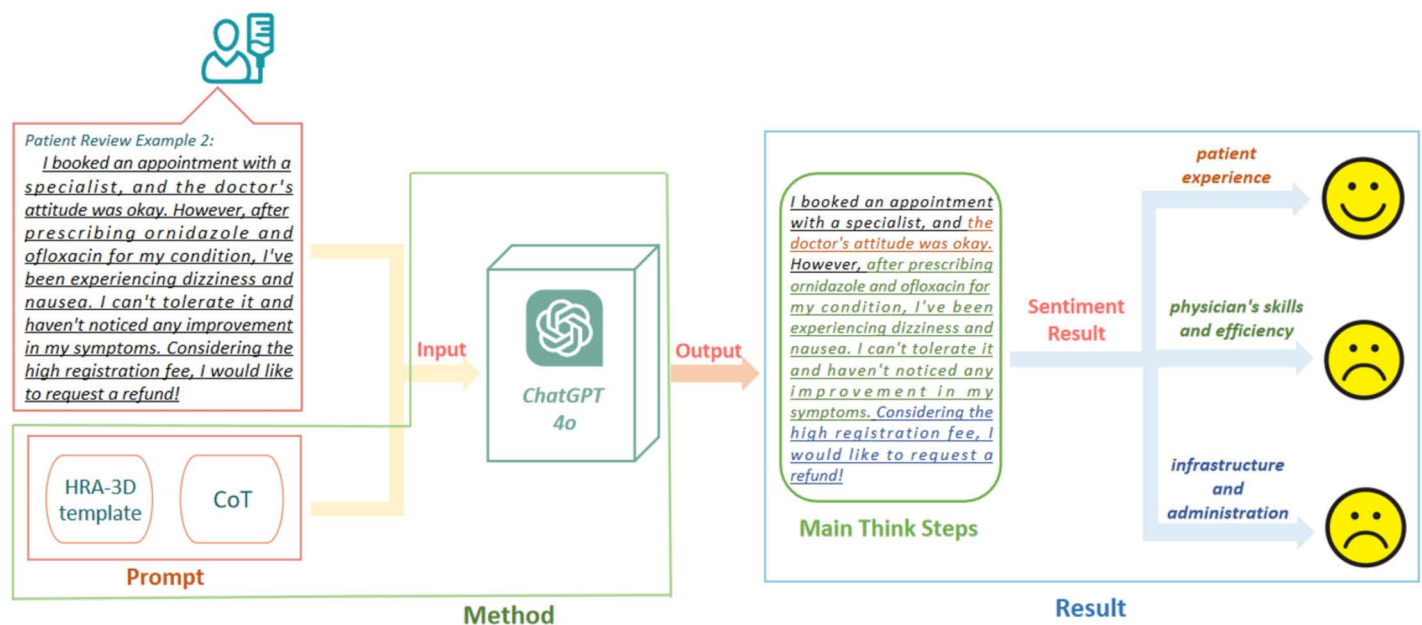 Patient Review Example 2:
I booked an appointment with a
specialist, and the doctor's
attitude was okay. However, after
prescribing ornidazole and
ofloxacin for my condition, I've
been experiencing dizziness and
nausea. I can't tolerate it and
haven't noticed any improvement
in my symptoms. Considering the
high registration fee, I would like
to request a refund!
HRA-3D
template
CoT
Prompt
Input
ChatGPT
4o
Method
Output
I booked an appointment
with a specialist, and the
doctor's attitude was okay.
However, after prescribing
ornidazole and ofloxacin for
my condition, I've been
experiencing dizziness and
nausea. I can't tolerate it
and haven't noticed any
improvement in my
symptoms. Considering the
high registration fee, I
would like to request a
refund!
Main Think Steps
Sentiment
Result
patient
experience
physician's skills
and efficiency
infrastructure
and
administration
Result